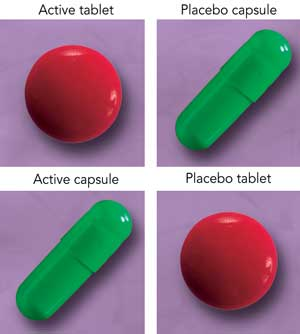 Active tablet
Placebo capsule
Active capsule
Placebo tablet